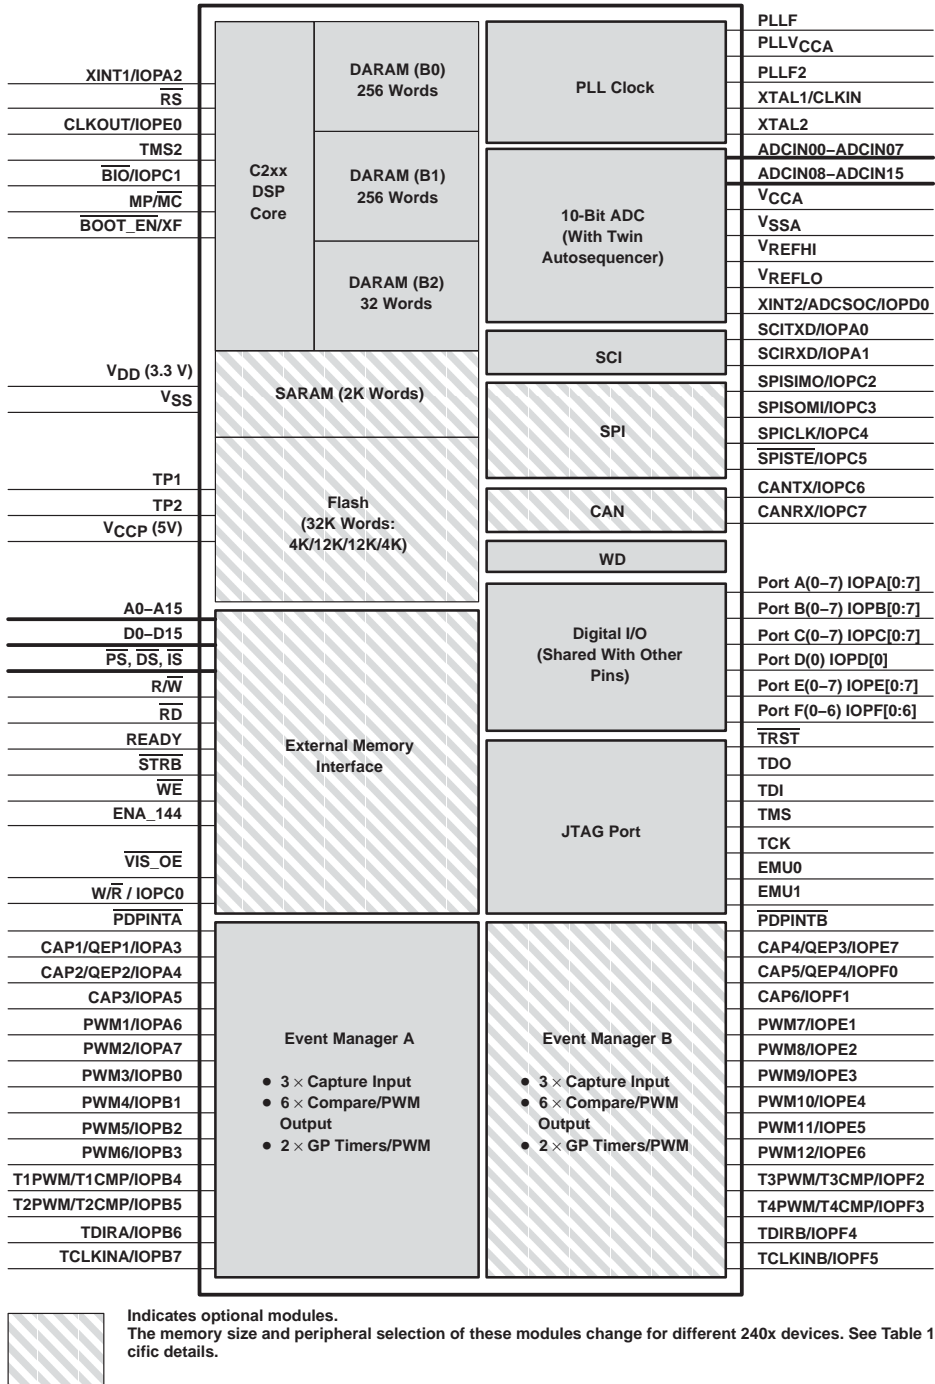 XINT1/IOPA2
RS
CLKOUT/IOPE0
TMS2
BIO/IOPC1
MP/MC
BOOT_EN/XF
VDD (3.3 V)
VSS
TP1
TP2
VCCP (5V)
A0–A15
D0–D15
PS, DS, IS
R/W
RD
READY
STRB
WE
ENA_144
VIS_OE
W/R / IOPC0
PDPINTA
CAP1/QEP1/IOPA3
CAP2/QEP2/IOPA4
CAP3/IOPA5
PWM1/IOPA6
PWM2/IOPA7
PWM3/IOPB0
PWM4/IOPB1
PWM5/IOPB2
PWM6/IOPB3
T1PWM/T1CMP/IOPB4
T2PWM/T2CMP/IOPB5
TDIRA/IOPB6
TCLKINA/IOPB7
C2xx
DSP
Core
DARAM (B0)
256 Words
DARAM (B1)
256 Words
DARAM (B2)
32 Words
SARAM (2K Words)
Flash
(32K Words:
4K/12K/12K/4K)
External Memory
Interface
Event Manager A
● 3 × Capture Input
● 6 × Compare/PWM
Output
● 2 × GP Timers/PWM
PLL Clock
10-Bit ADC
(With Twin
Autosequencer)
SCI
SPI
CAN
WD
Digital I/O
(Shared With Other
Pins)
JTAG Port
Event Manager B
● 3 × Capture Input
● 6 × Compare/PWM
Output
● 2 × GP Timers/PWM
PLLF
PLLVCCA
PLLF2
XTAL1/CLKIN
XTAL2
ADCIN00–ADCIN07
ADCIN08–ADCIN15
VCCA
VSSA
VREFHI
VREFLO
XINT2/ADCSOC/IOPD0
SCITXD/IOPA0
SCIRXD/IOPA1
SPISIMO/IOPC2
SPISOMI/IOPC3
SPICLK/IOPC4
SPISTE/IOPC5
CANTX/IOPC6
CANRX/IOPC7
Port A(0–7) IOPA[0:7]
Port B(0–7) IOPB[0:7]
Port C(0–7) IOPC[0:7]
Port D(0) IOPD[0]
Port E(0–7) IOPE[0:7]
Port F(0–6) IOPF[0:6]
TRST
TDO
TDI
TMS
TCK
EMU0
EMU1
PDPINTB
CAP4/QEP3/IOPE7
CAP5/QEP4/IOPF0
CAP6/IOPF1
PWM7/IOPE1
PWM8/IOPE2
PWM9/IOPE3
PWM10/IOPE4
PWM11/IOPE5
PWM12/IOPE6
T3PWM/T3CMP/IOPF2
T4PWM/T4CMP/IOPF3
TDIRB/IOPF4
TCLKINB/IOPF5
Indicates optional modules.
The memory size and peripheral selection of these modules change for different 240x devices. See Table 1
cific details.